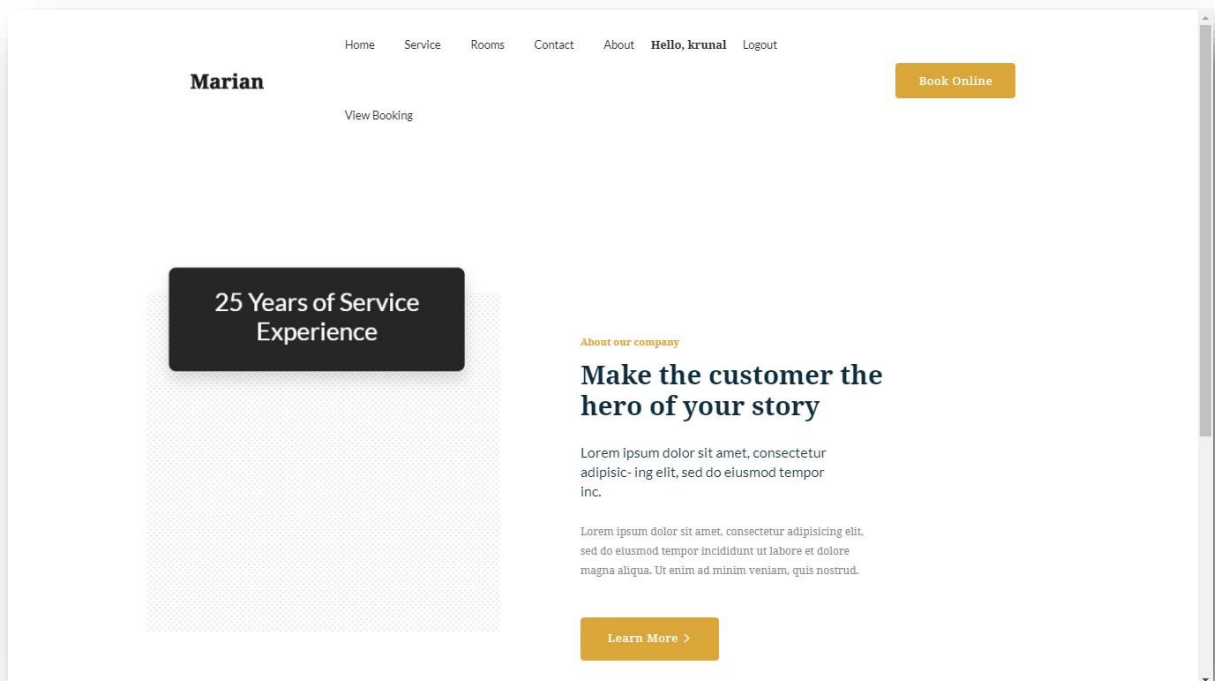 Home Service Rooms Contact About Hello, krunal Logout
Marian
Book Online
View Booking
25 Years of Service
Experience
About our company
Make the customer the
hero of your story
Lorem ipsum dolor sit amet, consectetur
adipisic- ing elit, sed do eiusmod tempor
inc.
Lorem ipsum dolor sit amet, consectetur adipisicing elit,
sed do eiusmod tempor incididunt ut labore et dolore
magna aliqua. Ut enim ad minim veniam, quis nostrud.
Learn More >